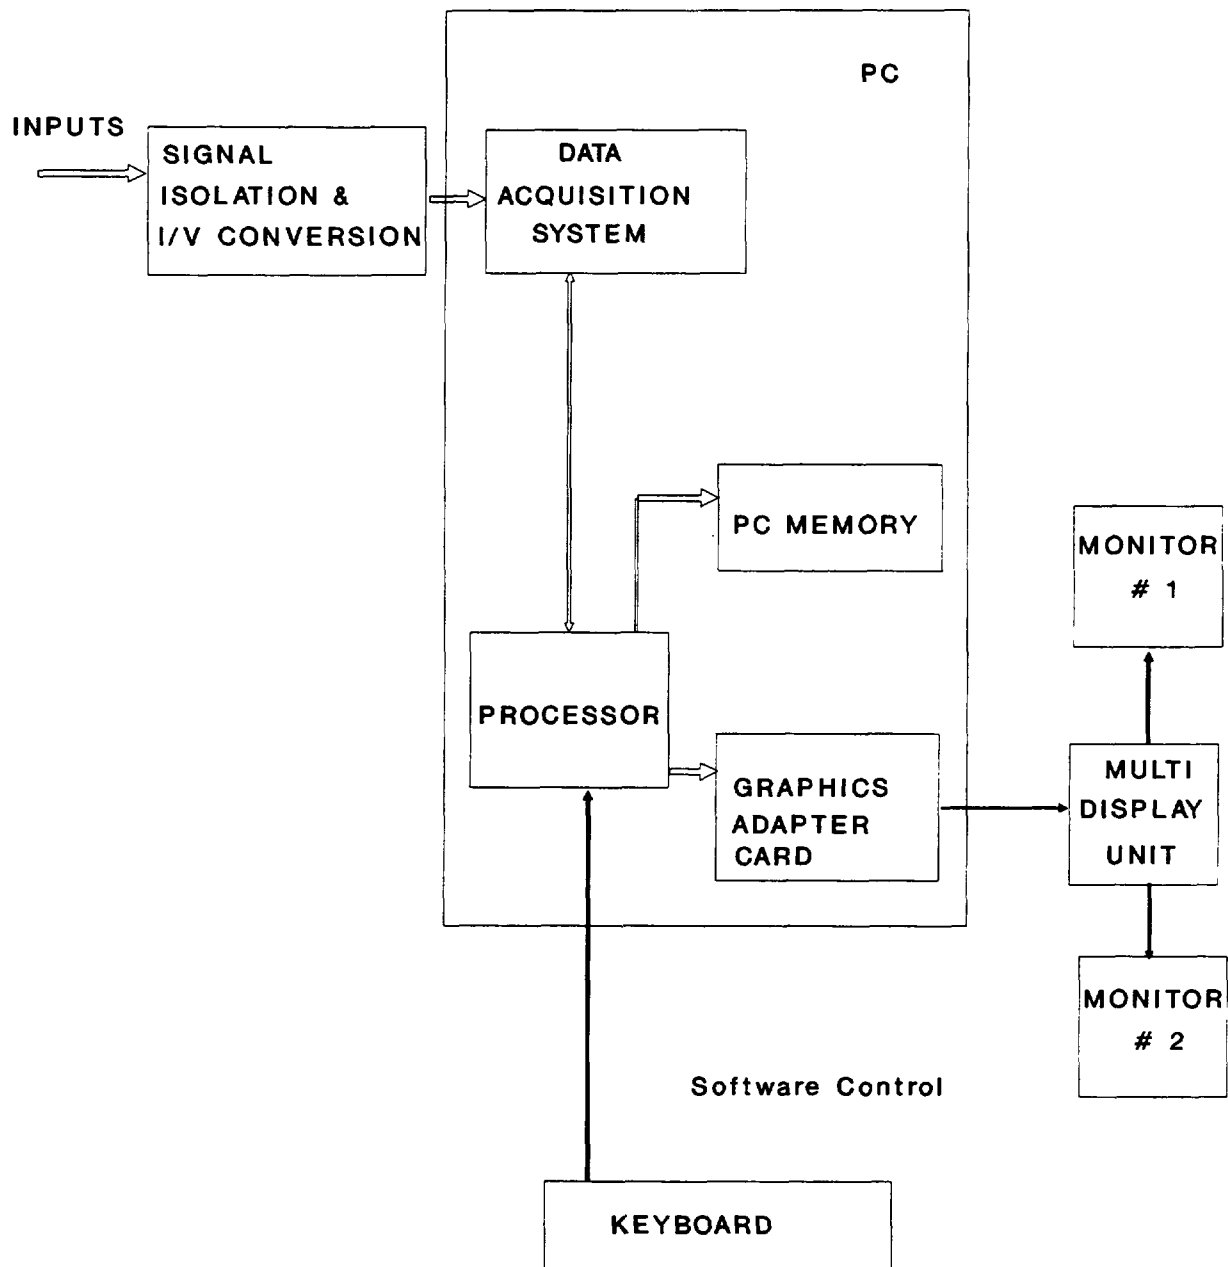 PC
INPUTS
SIGNAL
ISOLATION &
I/V CONVERSION
DATA
ACQUISITION
SYSTEM
PC MEMORY
MONITOR
# 1
PROCESSOR
GRAPHICS
ADAPTER
CARD
MULTI
DISPLAY
UNIT
MONITOR
# 2
Software Control
KEYBOARD